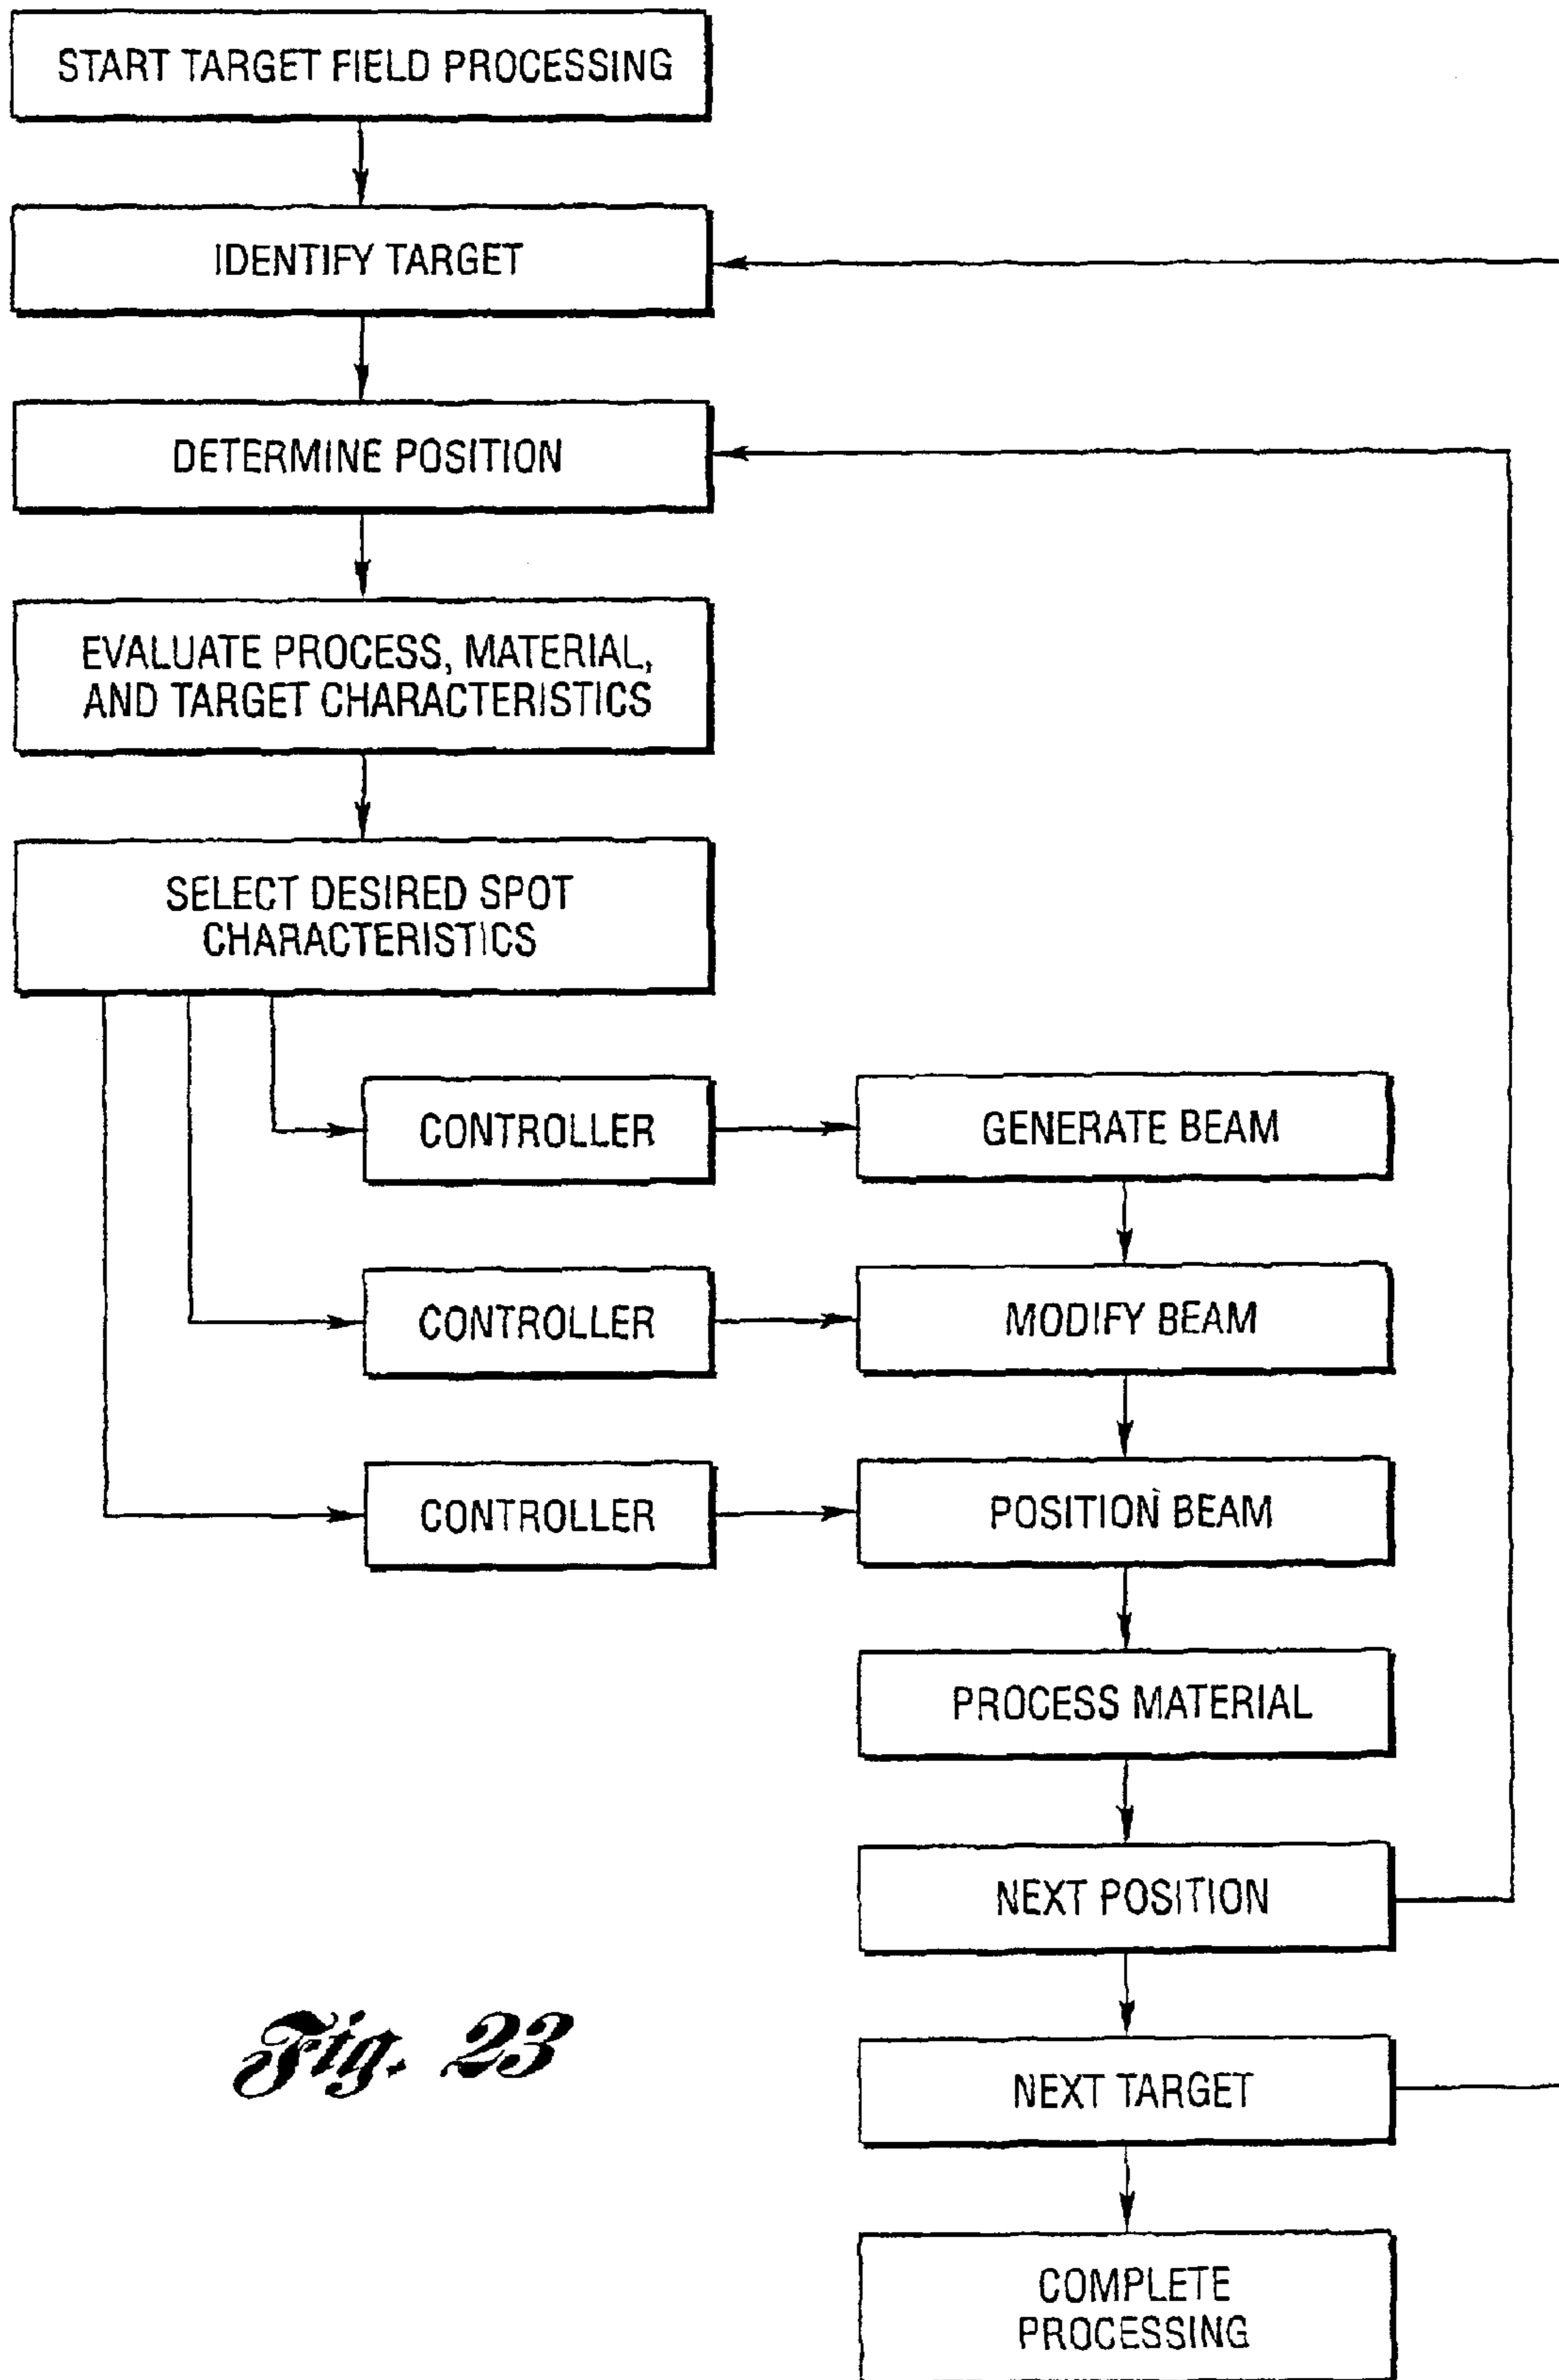 START TARGET FIELD PROCESSING
IDENTIFY TARGET
DETERMINE POSITION
EVALUATE PROCESS, MATERIAL,
AND TARGET CHARACTERISTICS
SELECT DESIRED SPOT
CHARACTERISTICS
CONTROLLER
GENERATE BEAM
CONTROLLER
MODIFY BEAM
CONTROLLER
POSITION BEAM
PROCESS MATERIAL
NEXT POSITION
NEXT TARGET
COMPLETE
PROCESSING
Fig. 23